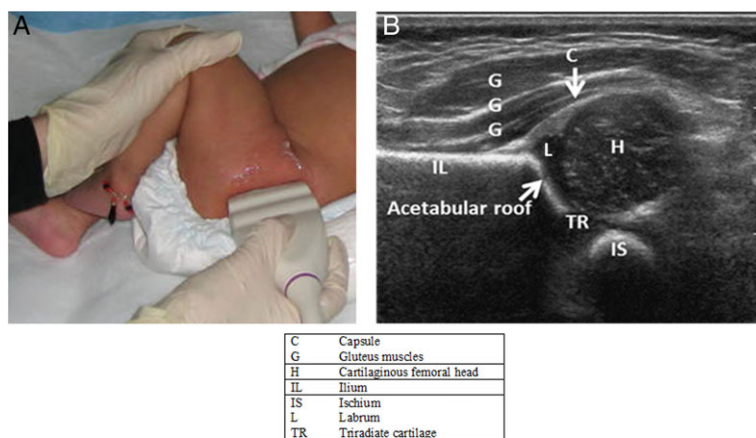 A
B
C
G
G
G
L
H
IL
Acetabular roof
TR
IS
C Capsule
G Gluteus muscles
H Cartilaginous femoral head
IL Ilium
IS Ischium
L Labrum
TR Triradiate cartilage